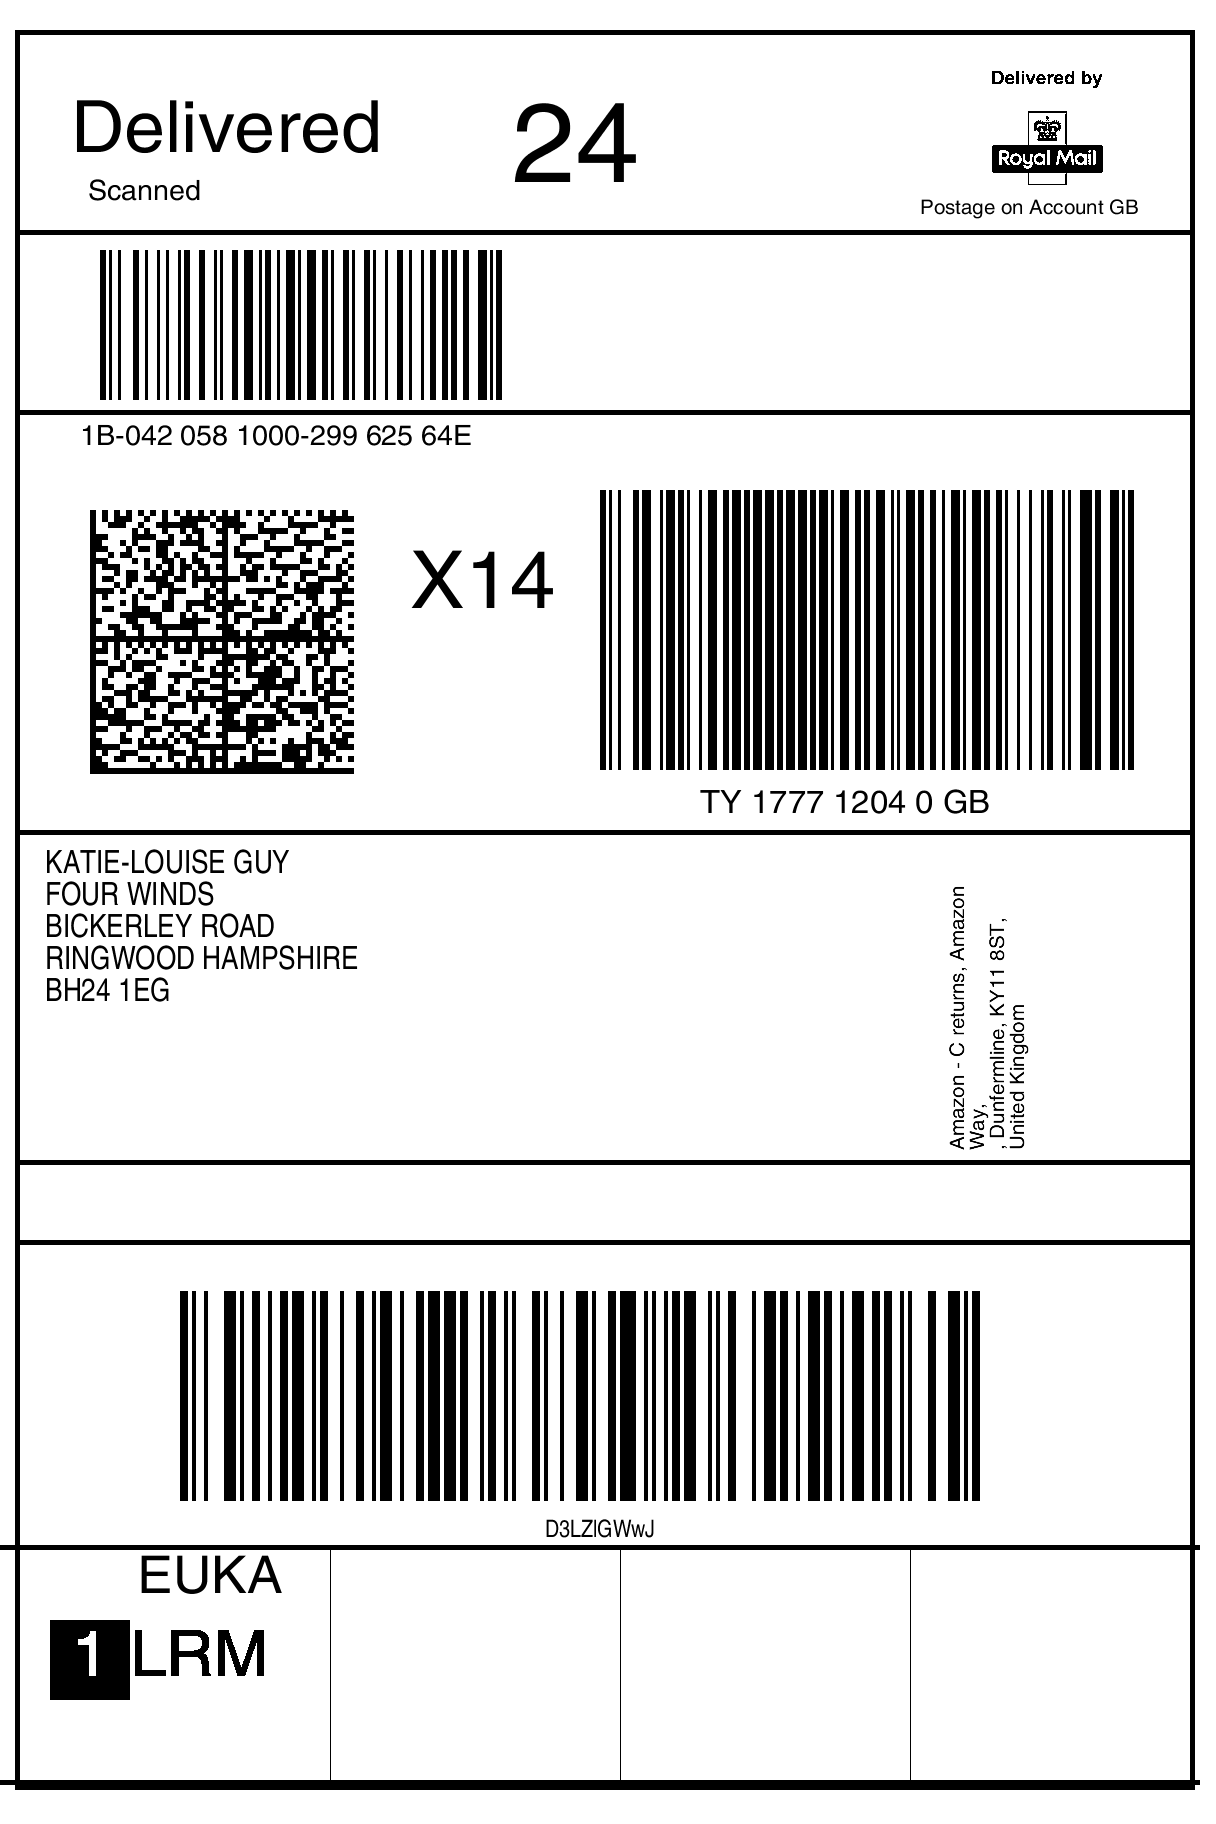 Delivered 24
Scanned
Delivered by
Royal Mail
Postage on Account GB
1B-042 058 1000-299 625 64E
X14
TY 1777 1204 0 GB
KATIE-LOUISE GUY
FOUR WINDS
BICKERLEY ROAD
RINGWOOD HAMPSHIRE
BH24 1EG
Amazon - C returns, Amazon
Way,
, Dunfermline, KY11 8ST,
United Kingdom
D3LZIGWwJ
EUKA
1 LRM